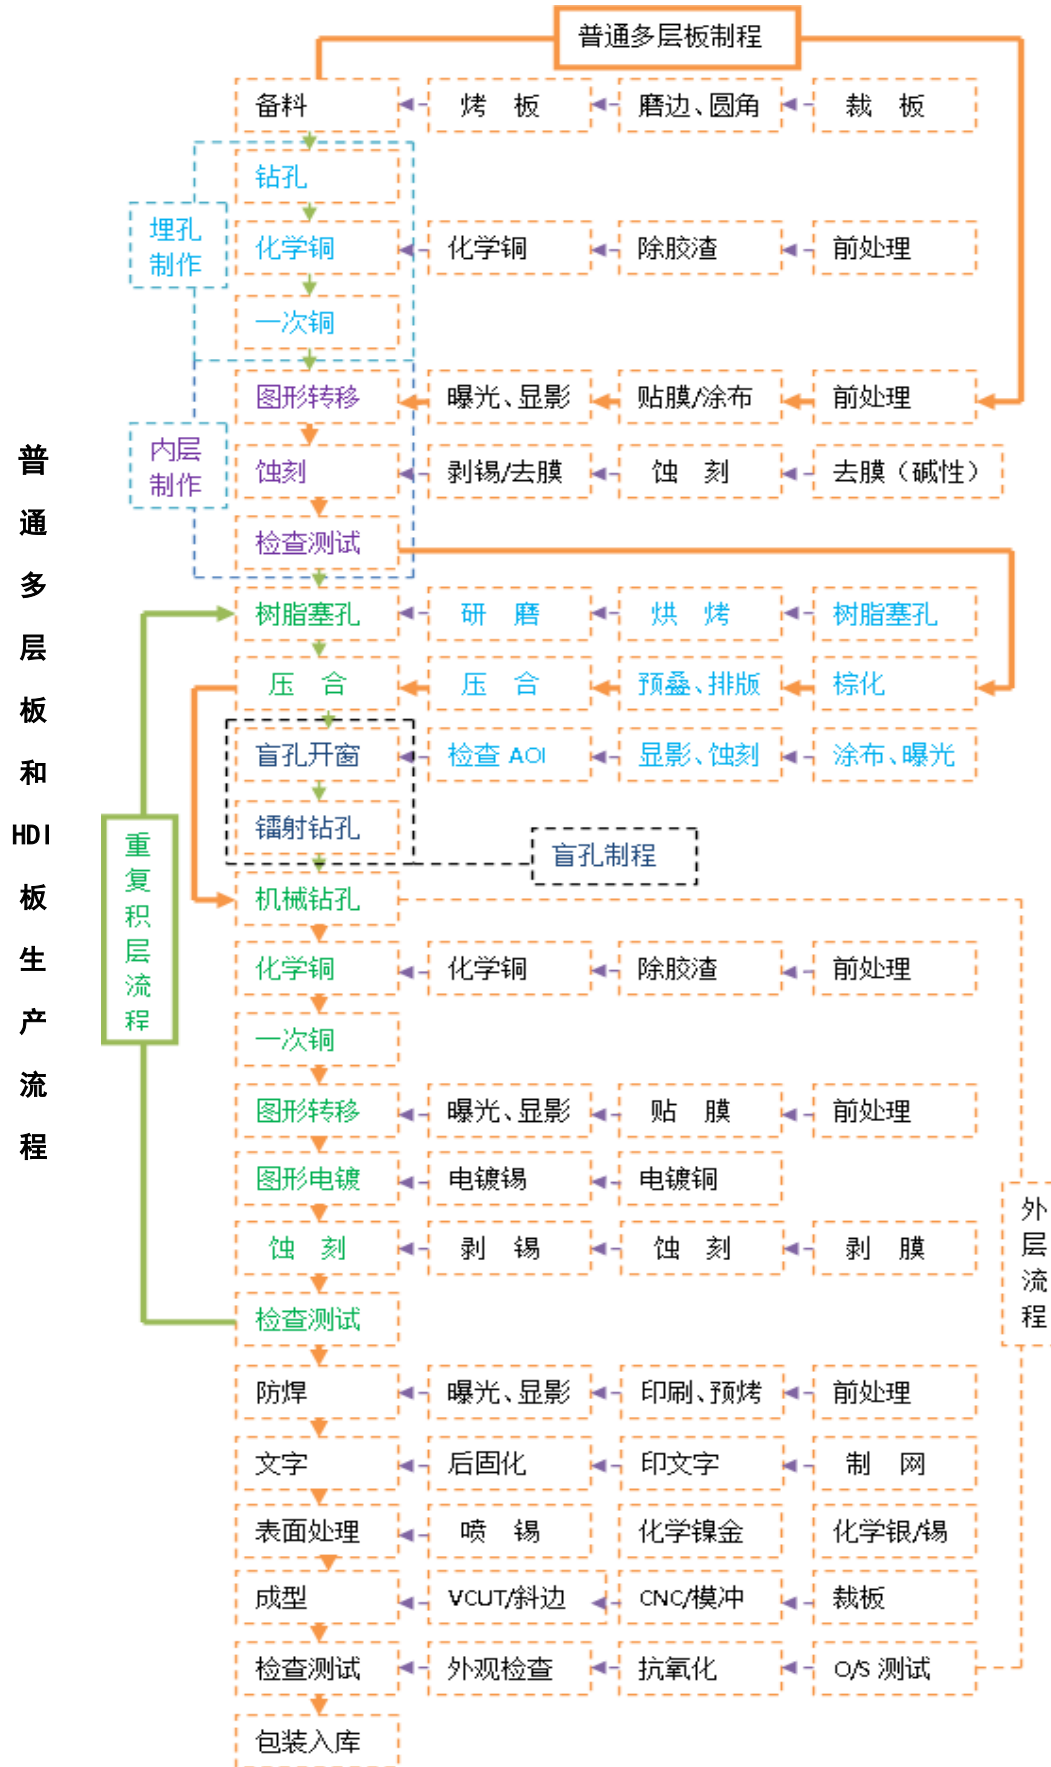 普通多层板制程
备料 烤 板 磨边、圆角 裁 板
钻孔
埋孔
制作
化学铜 化学铜 除胶渣 前处理
一次铜
图形转移 曝光、显影 贴膜/涂布 前处理
内层
制作
蚀刻 剥锡/去膜 蚀 刻 去膜（碱性）
检查测试
树脂塞孔 研 磨 烘 烤 树脂塞孔
压 合 压 合 预叠、排版 棕化
盲孔开窗 检查 AOI 显影、蚀刻 涂布、曝光
镭射钻孔
盲孔制程
机械钻孔
化学铜 化学铜 除胶渣 前处理
一次铜
图形转移 曝光、显影 贴 膜 前处理
图形电镀 电镀锡 电镀铜
蚀 刻 剥 锡 蚀 刻 剥 膜
检查测试
防焊 曝光、显影 印刷、预烤 前处理
文字 后固化 印文字 制 网
表面处理 喷 锡 化学镍金 化学银/锡
成型 VCUT/斜边 CNC/模冲 裁板
检查测试 外观检查 抗氧化 O/S 测试
包装入库
普
通
多
层
板
和
HDI
板
生
产
流
程
重
复
积
层
流
程
外
层
流
程